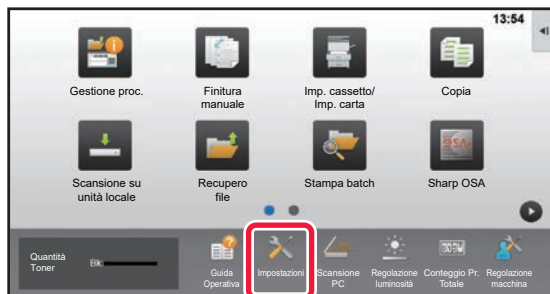 13:54
Gestione proc.
Finitura
manuale
Imp. cassetto/
Imp. carta
Copia
Scansione su
unità locale
Recupero
file
Stampa batch
OSA
Sharp OSA
Quantità
Toner
Bk
Guida
Operativa
Impostazioni
Scansione
PC
Regolazione
luminosità
Conteggio Pr.
Totale
Regolazione
macchina